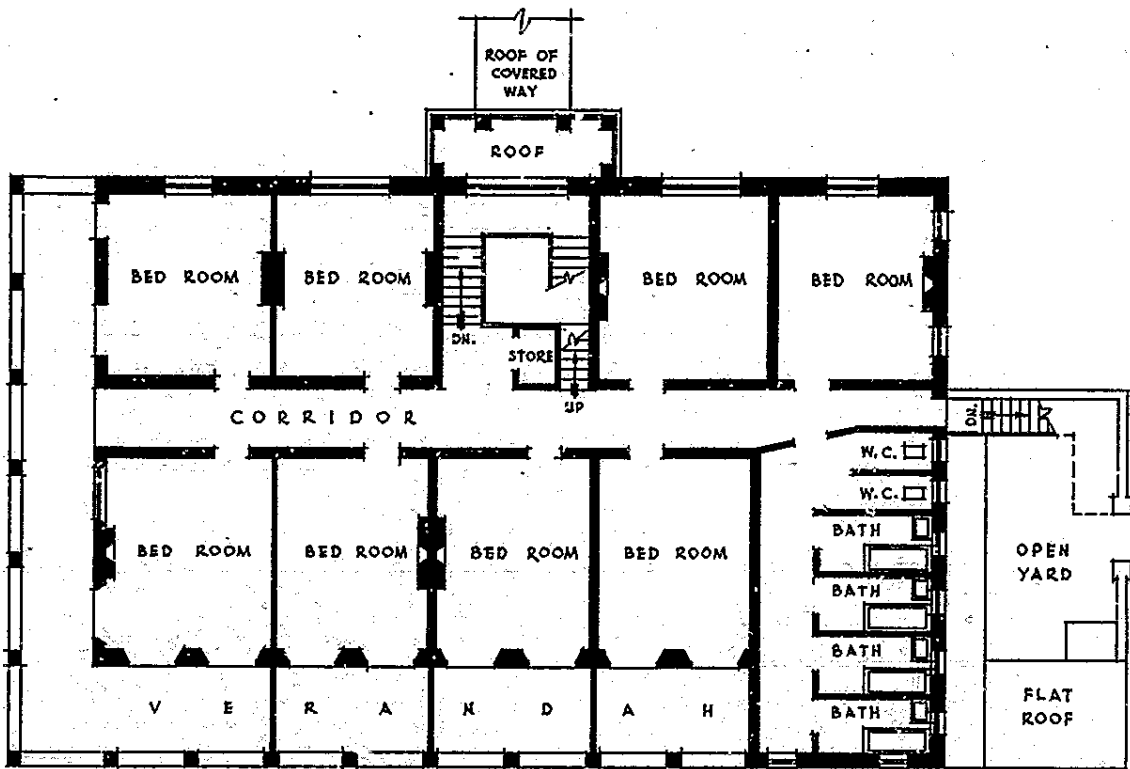 ROOF OF
COVERED
WAY
ROOF
BED ROOM
BED ROOM
BED ROOM
BED ROOM
DN.
STORE
UP
CORRIDOR
DN.
W.C.
W.C.
BED ROOM
BED ROOM
BED ROOM
BED ROOM
BATH
BATH
BATH
BATH
OPEN
YARD
VERANDAH
FLAT
ROOF